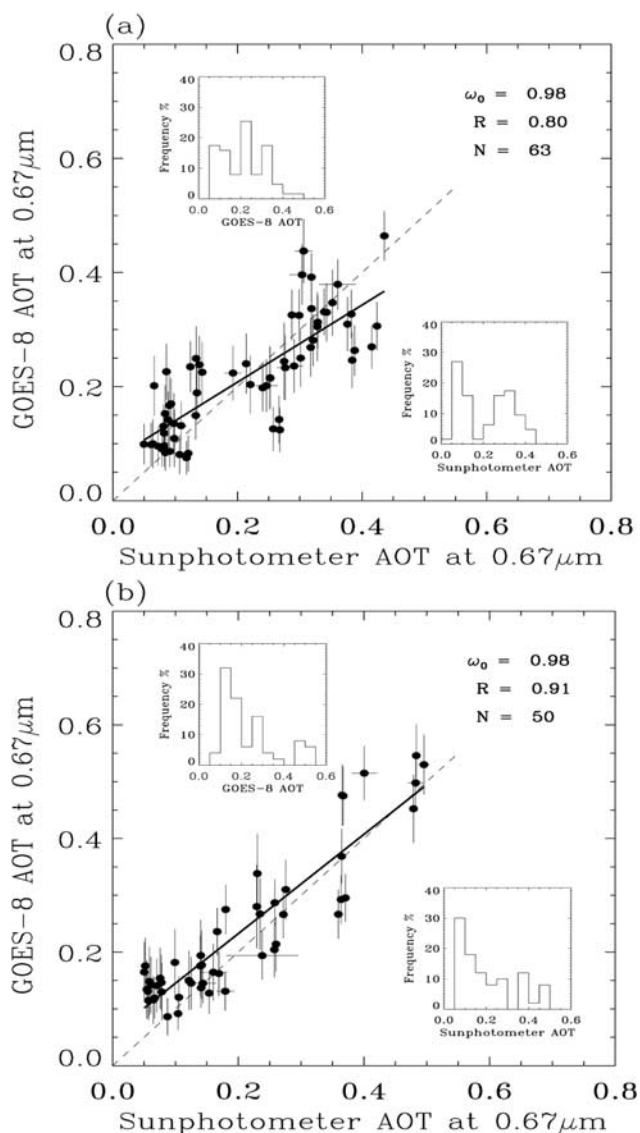 (a)
0.8
0.6
0.4
0.2
0.0
GOES-8 AOT at 0.67μm
40
30
20
10
0
Frequency %
0.2 0.4 0.6
GOES-8 AOT
ω₀ = 0.98
R = 0.80
N = 63
40
30
20
10
0
Frequency %
0.0 0.2 0.4 0.6
Sunphotometer AOT
0.0 0.2 0.4 0.6 0.8
Sunphotometer AOT at 0.67μm
(b)
0.8
0.6
0.4
0.2
0.0
GOES-8 AOT at 0.67μm
40
30
20
10
0
Frequency %
0.0 0.2 0.4 0.6
GOES-8 AOT
ω₀ = 0.98
R = 0.91
N = 50
40
30
20
10
0
Frequency %
0.0 0.2 0.4 0.6
Sunphotometer AOT
0.0 0.2 0.4 0.6 0.8
Sunphotometer AOT at 0.67μm